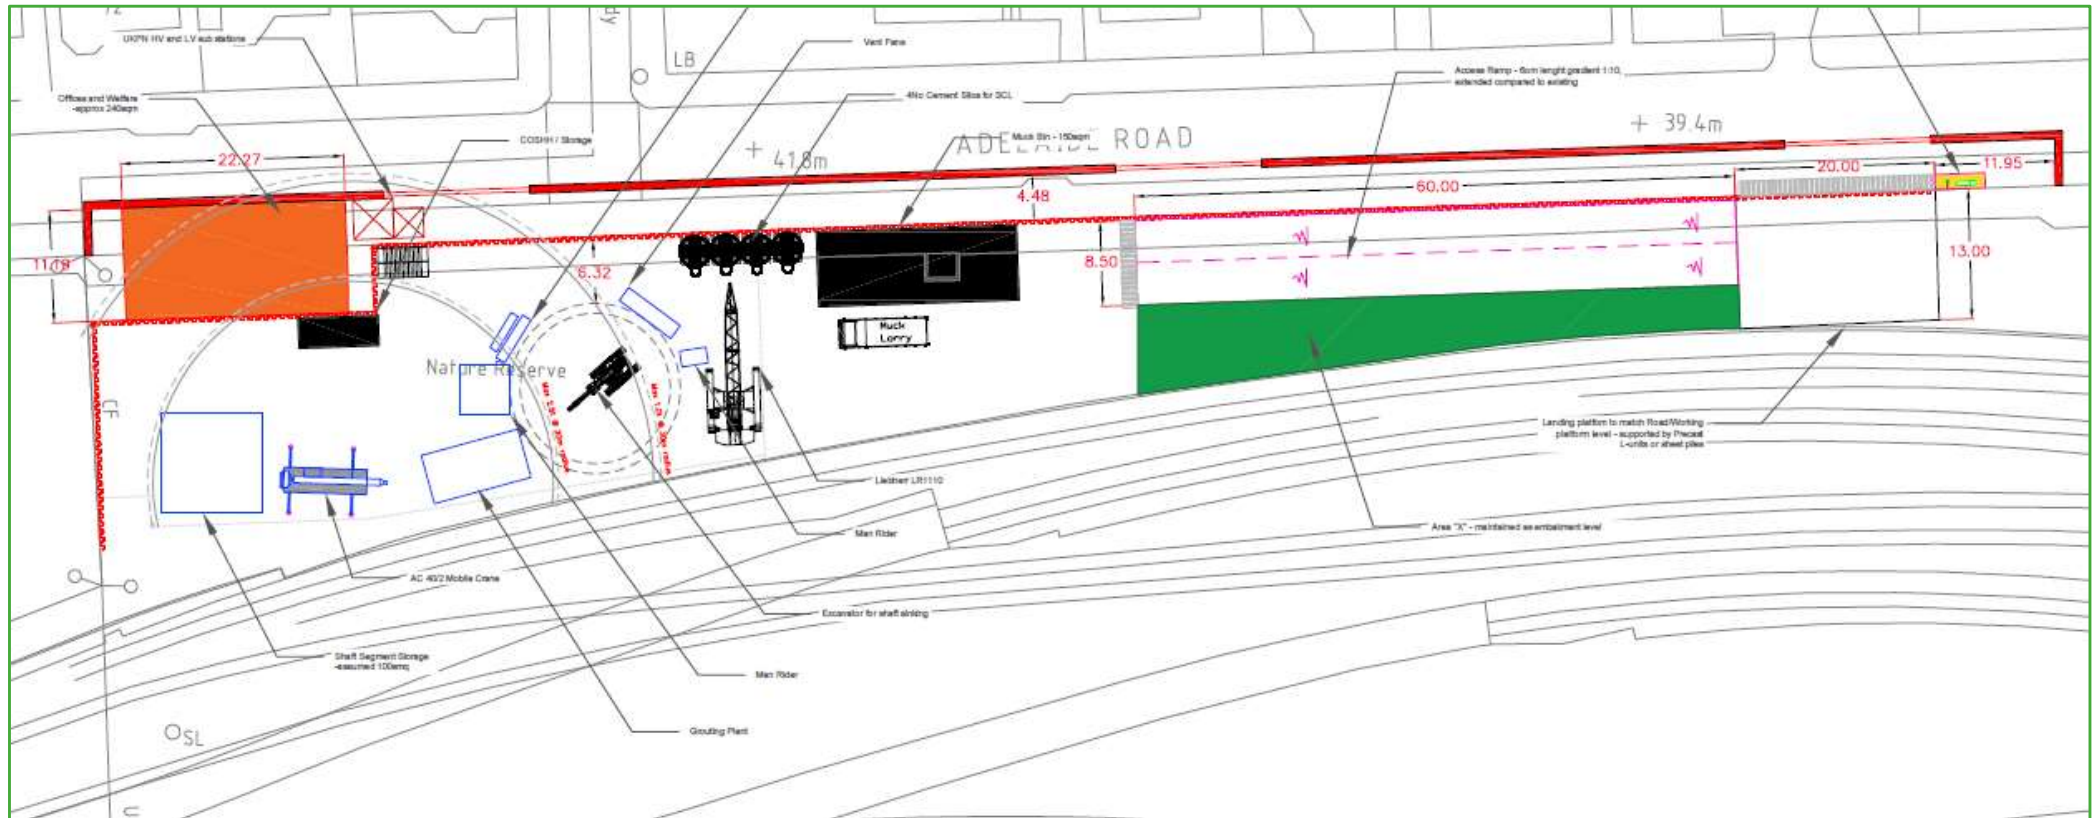 LB
UKPN HV and LV sub stations
Vent Fans
Offices and Welfare
-approx 240sqm
4No Cement Silos for SCL
Access Ramp - 6om lenght gradient 1:10,
extended compared to existing
COSHH / Storage
Muck Bin - 150sqm
ADELAIDE ROAD
41.8m
39.4m
22.27
4.48
60.00
20.00
11.95
11.19
6.32
8.50
13.00
Muck
Lorry
Nature Reserve
CF
Landing platfom to match Road/Working
platform level - supported by Precast
L-units or sheet piles
Liebherr LR1110
Man Rider
Area "X" - maintained as embankment level
AC 40/2 Mobile Crane
Excavator for shaft sinking
Shaft Segment Storage
-assumed 100smq
Man Rider
Grouting Plant
SL